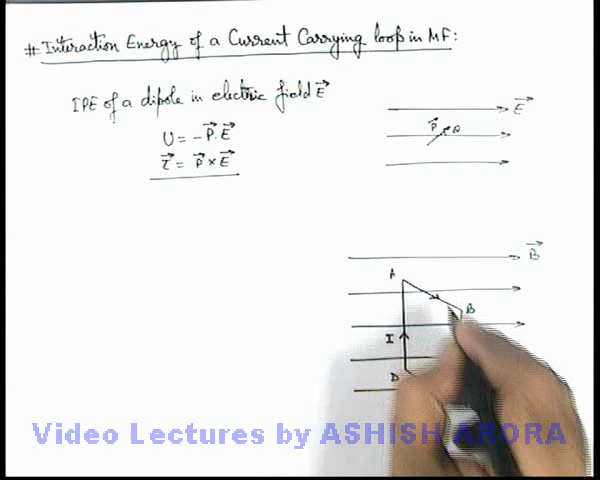 # Interaction Energy of a Current Carrying loop in MF:
IPE of a dipole in electric field E⃗
E⃗
P⃗ θ
U = -P⃗.E⃗
τ⃗ = P⃗ × E⃗
B⃗
A
B
I
D
Video Lectures by ASHISH ARORA